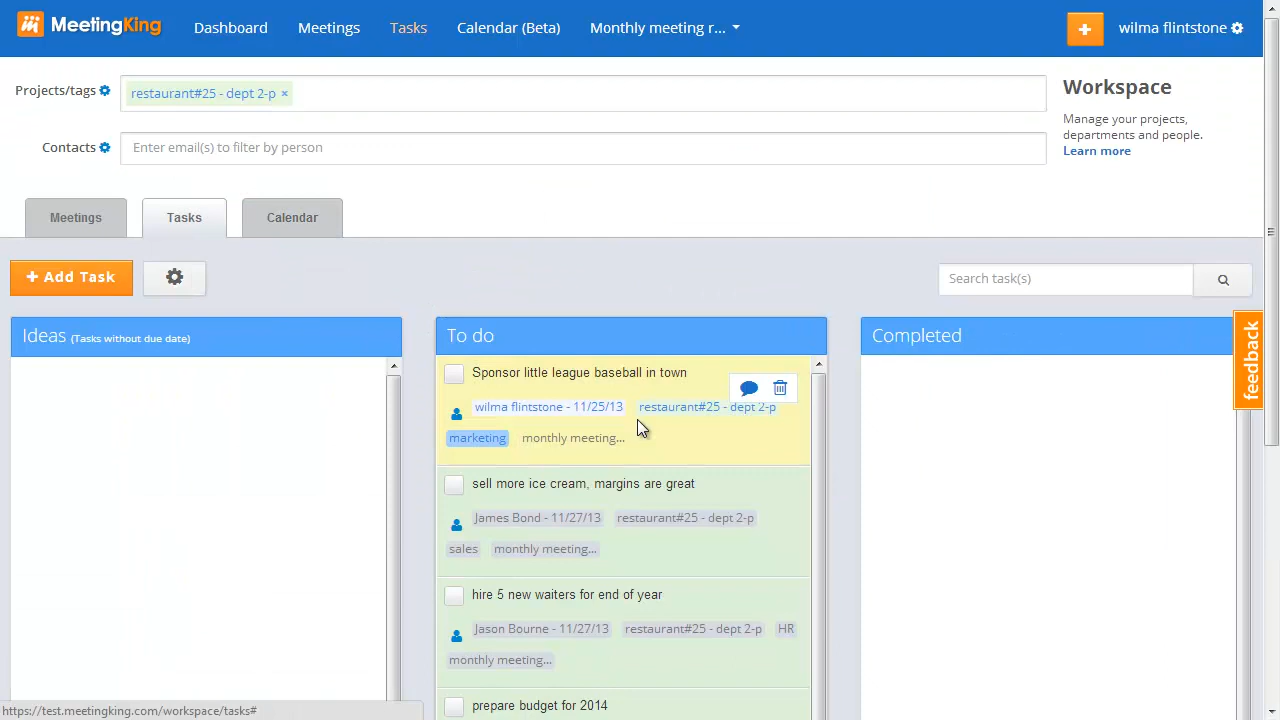 MeetingKing Dashboard Meetings Tasks Calendar (Beta) Monthly meeting r... + wilma flintstone
Projects/tags restaurant#25 - dept 2-p ×
Workspace
Manage your projects,
departments and people.
Learn more
Contacts Enter email(s) to filter by person
Meetings Tasks Calendar
+ Add Task Search task(s)
Ideas (Tasks without due date) To do Completed
feedback
Sponsor little league baseball in town
wilma flintstone - 11/25/13 restaurant#25 - dept 2-p
marketing monthly meeting...
sell more ice cream, margins are great
James Bond - 11/27/13 restaurant#25 - dept 2-p
sales monthly meeting...
hire 5 new waiters for end of year
Jason Bourne - 11/27/13 restaurant#25 - dept 2-p HR
monthly meeting...
prepare budget for 2014
https://test.meetingking.com/workspace/tasks#